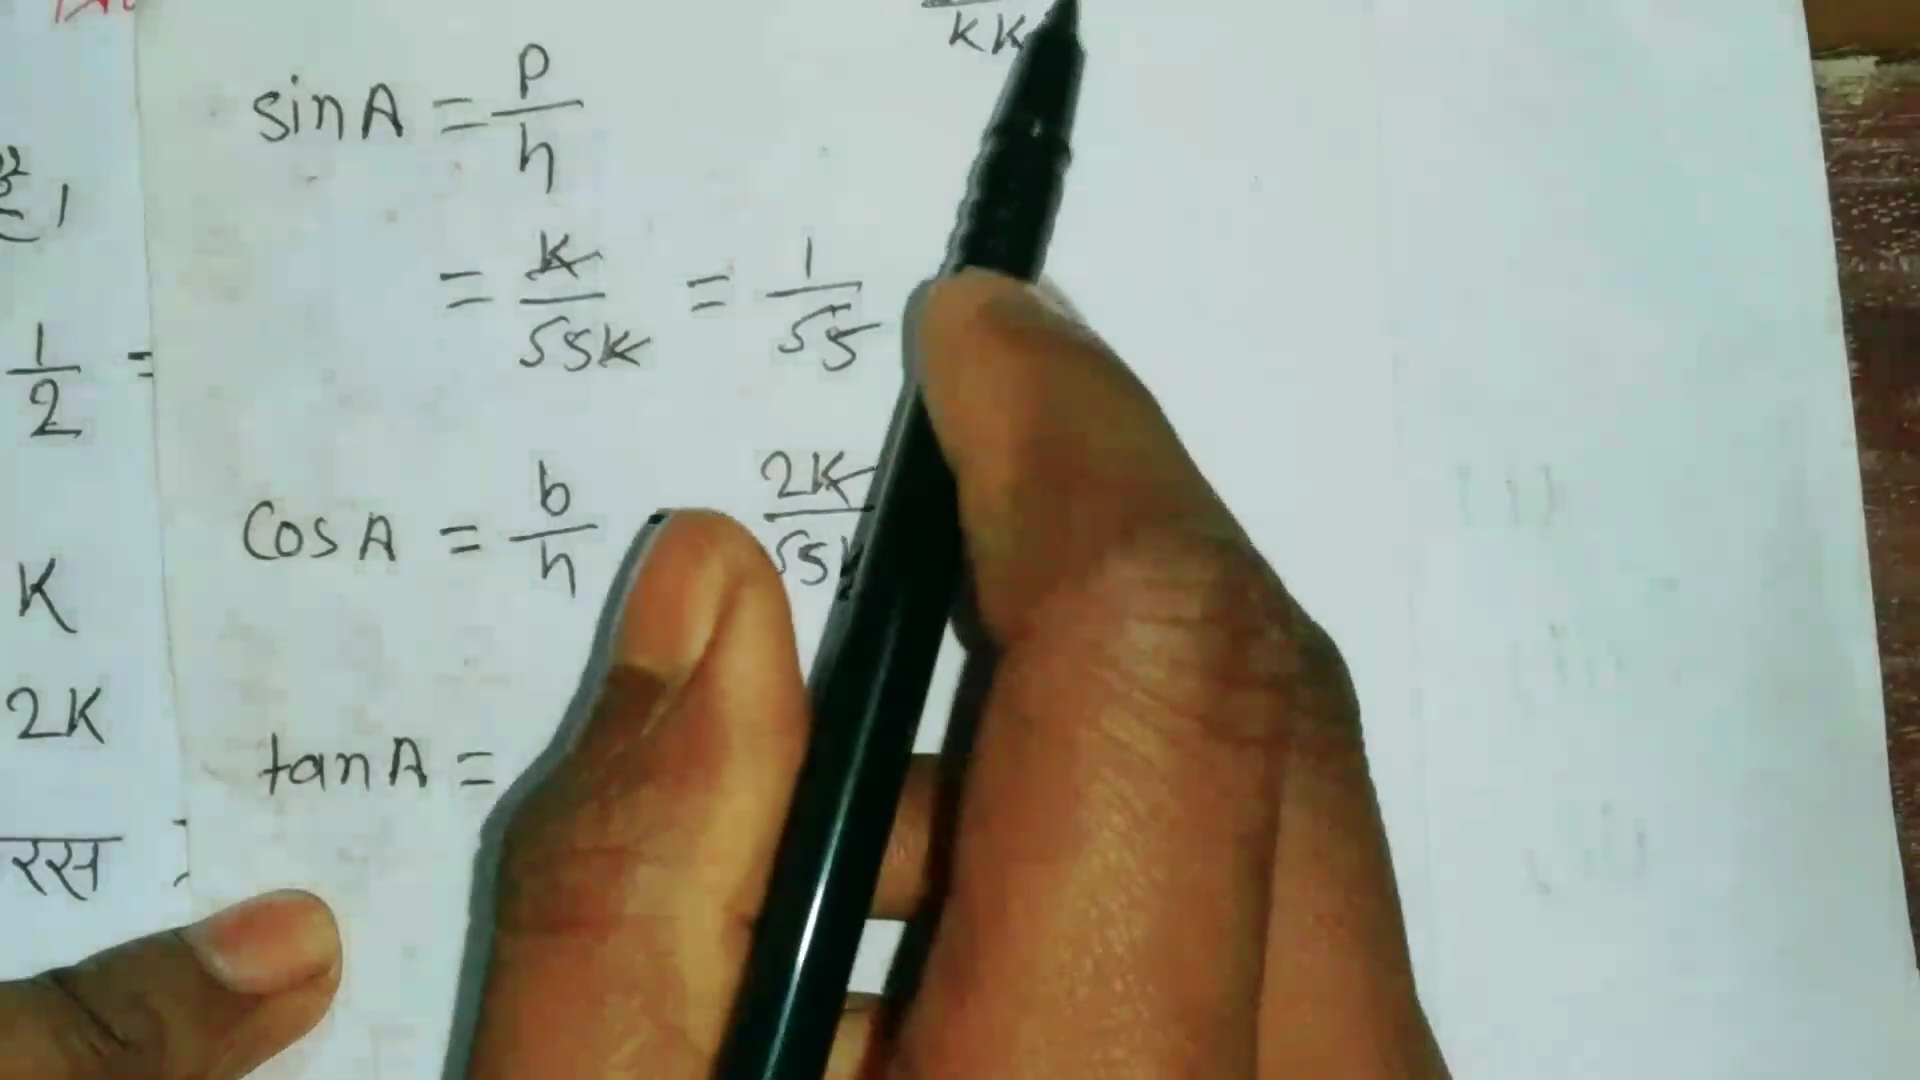 KK
sin A = P/h
= K/√5K = 1/√5
1/2 =
cos A = b/h 2K/√5K
K
2K
tan A =
रस